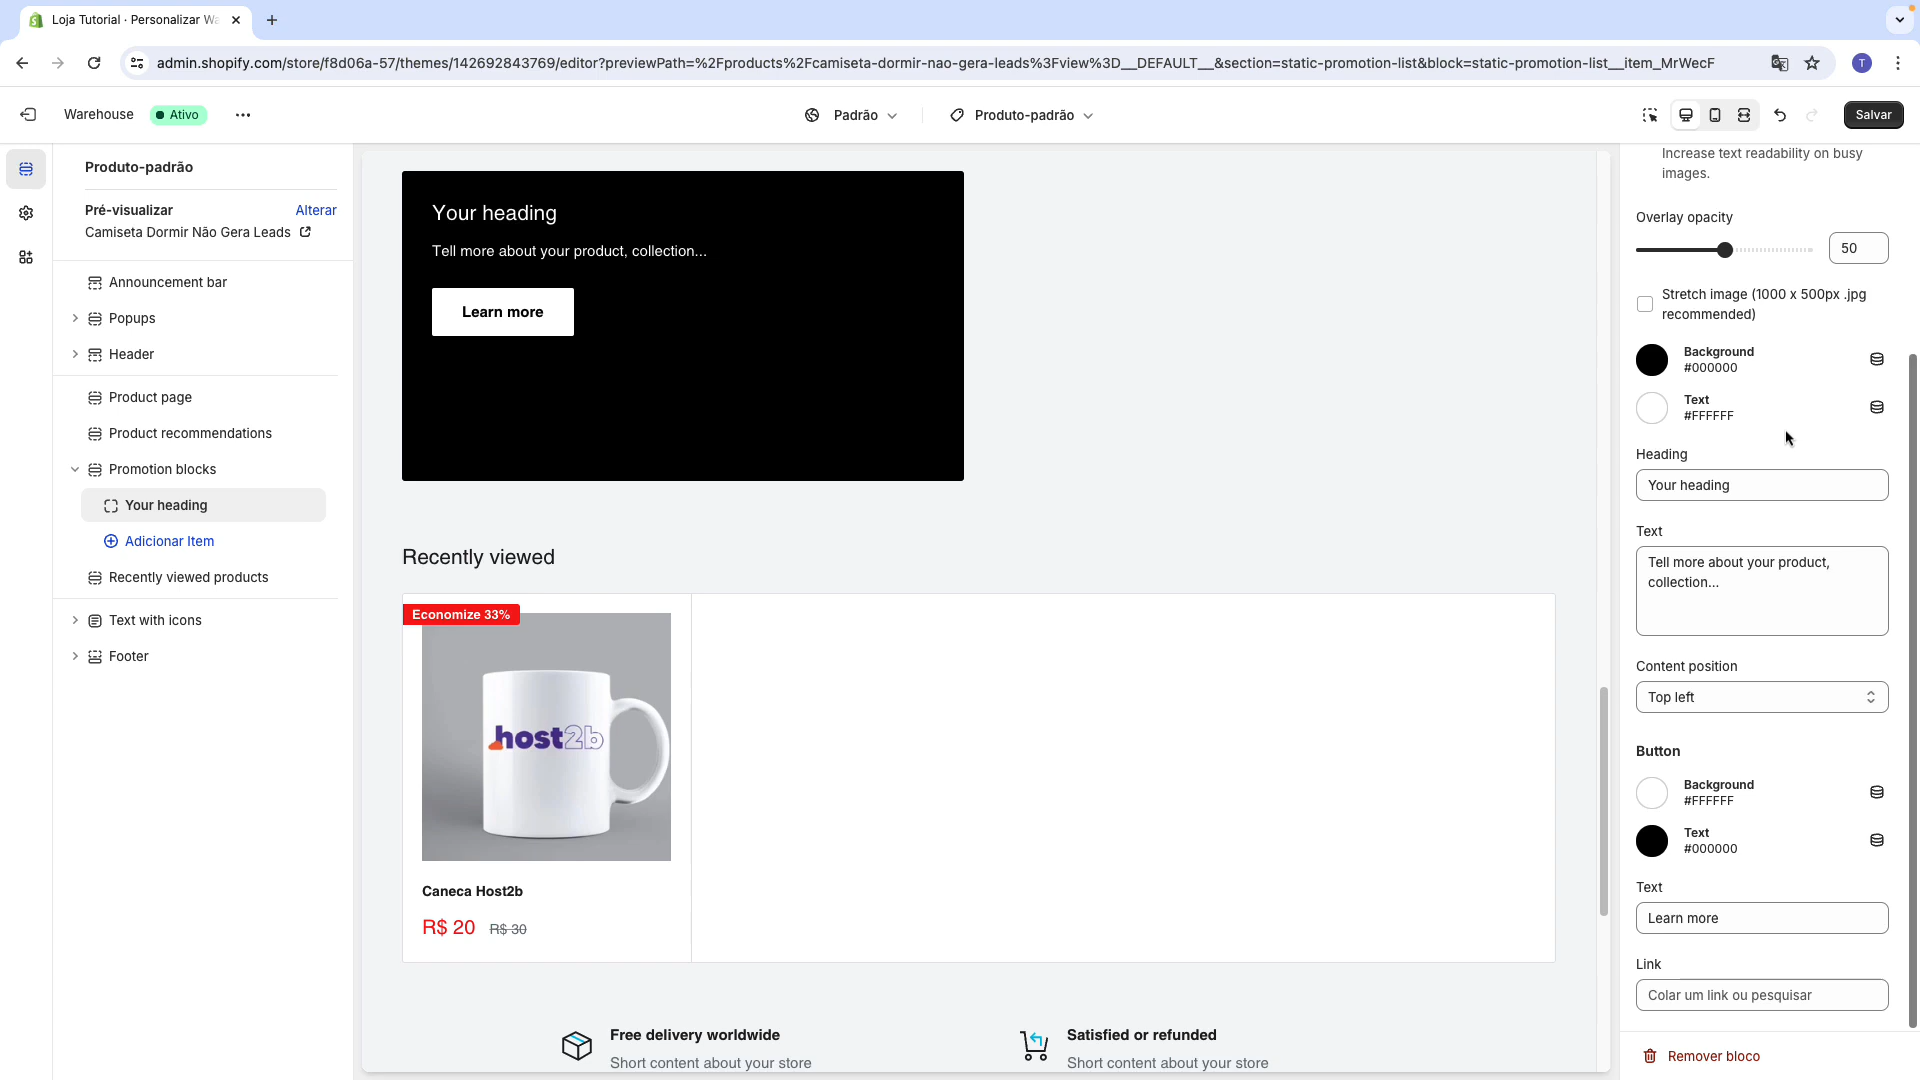 Loja Tutorial · Personalizar Wa
admin.shopify.com/store/f8d06a-57/themes/142692843769/editor?previewPath=%2Fproducts%2Fcamiseta-dormir-nao-gera-leads%3Fview%3D__DEFAULT__&section=static-promotion-list&block=static-promotion-list__item_MrWecF
T
Warehouse
Ativo
Padrão
Produto-padrão
Salvar
Produto-padrão
Pré-visualizar
Alterar
Camiseta Dormir Não Gera Leads
Announcement bar
Popups
Header
Product page
Product recommendations
Promotion blocks
Your heading
Adicionar Item
Recently viewed products
Text with icons
Footer
Your heading
Tell more about your product, collection...
Learn more
Recently viewed
Economize 33%
host2b
Caneca Host2b
R$ 20 R$ 30
Free delivery worldwide
Short content about your store
Satisfied or refunded
Short content about your store
Increase text readability on busy
images.
Overlay opacity
50
Stretch image (1000 x 500px .jpg
recommended)
Background
#000000
Text
#FFFFFF
Heading
Your heading
Text
Tell more about your product,
collection...
Content position
Top left
Button
Background
#FFFFFF
Text
#000000
Text
Learn more
Link
Colar um link ou pesquisar
Remover bloco